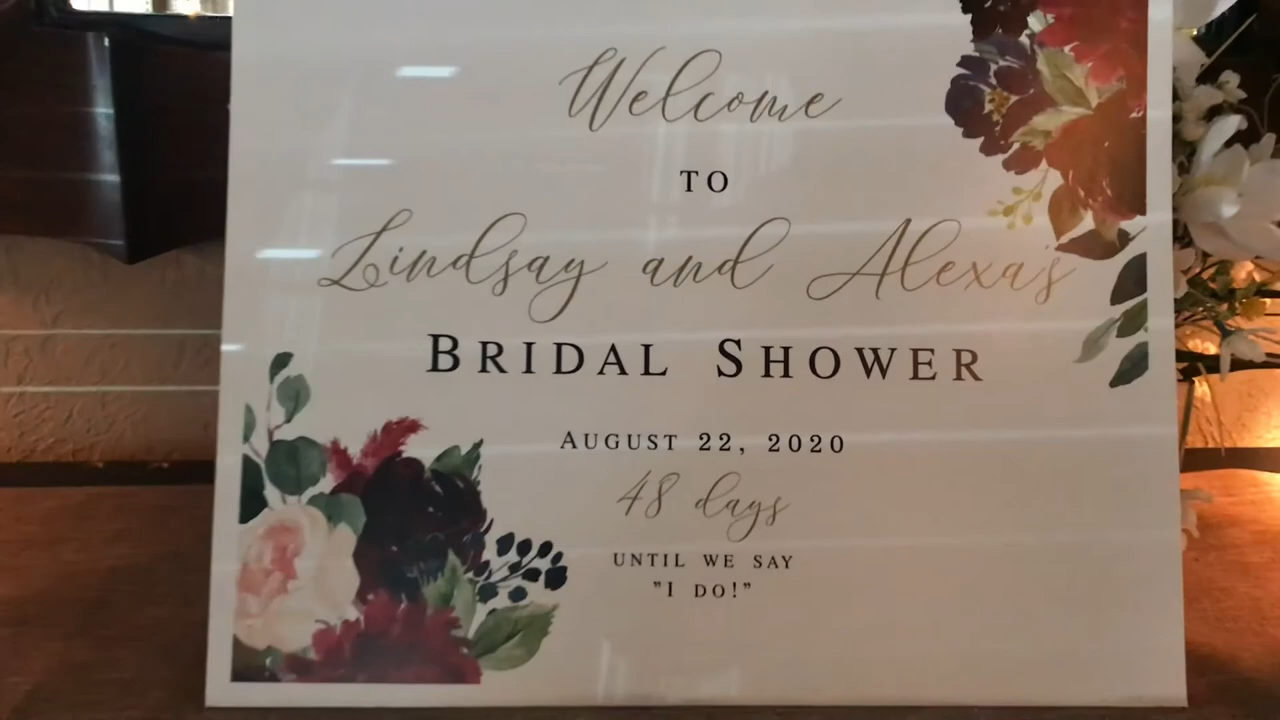 Welcome
TO
Lindsay and Alexa's
BRIDAL SHOWER
AUGUST 22, 2020
48 days
UNTIL WE SAY
"I DO!"